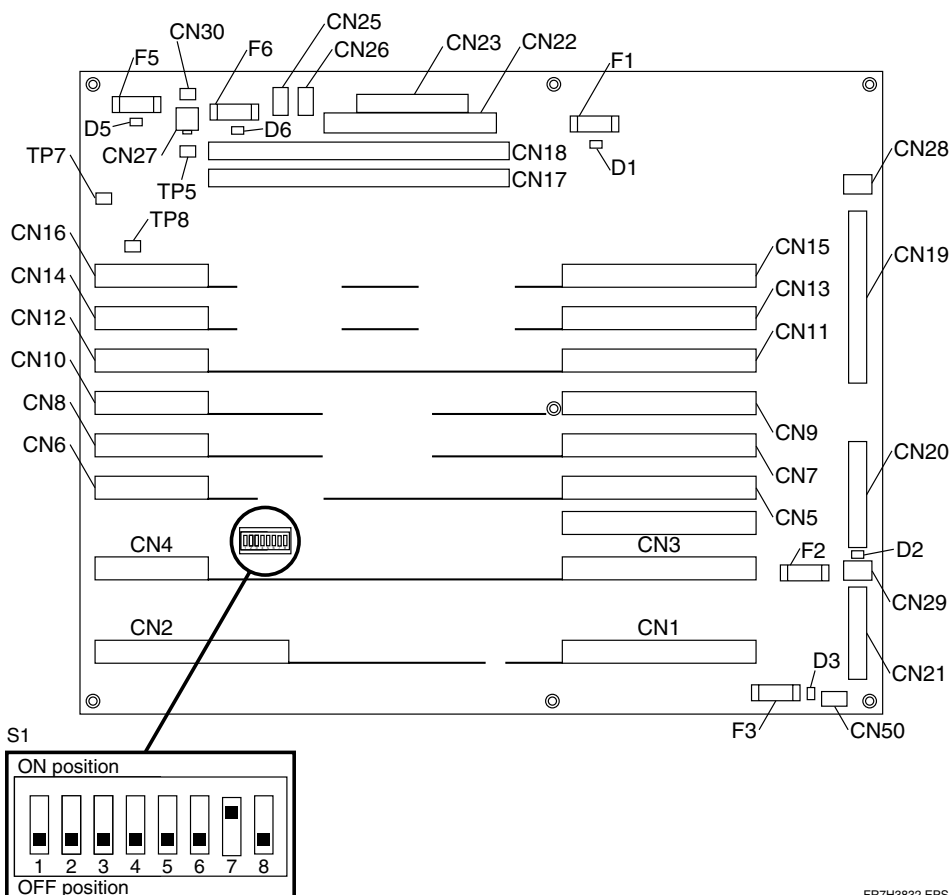 CN25
CN30
CN26
CN23
CN22
F5
F6
F1
D5
D6
CN27
CN18
D1
CN28
TP7
TP5
CN17
TP8
CN16
CN15
CN19
CN14
CN13
CN12
CN11
CN10
CN8
CN9
CN6
CN7
CN20
CN5
CN4
CN3
F2
D2
CN29
CN2
CN1
D3
CN21
S1
F3
CN50
ON position
1 2 3 4 5 6 7 8
OFF position